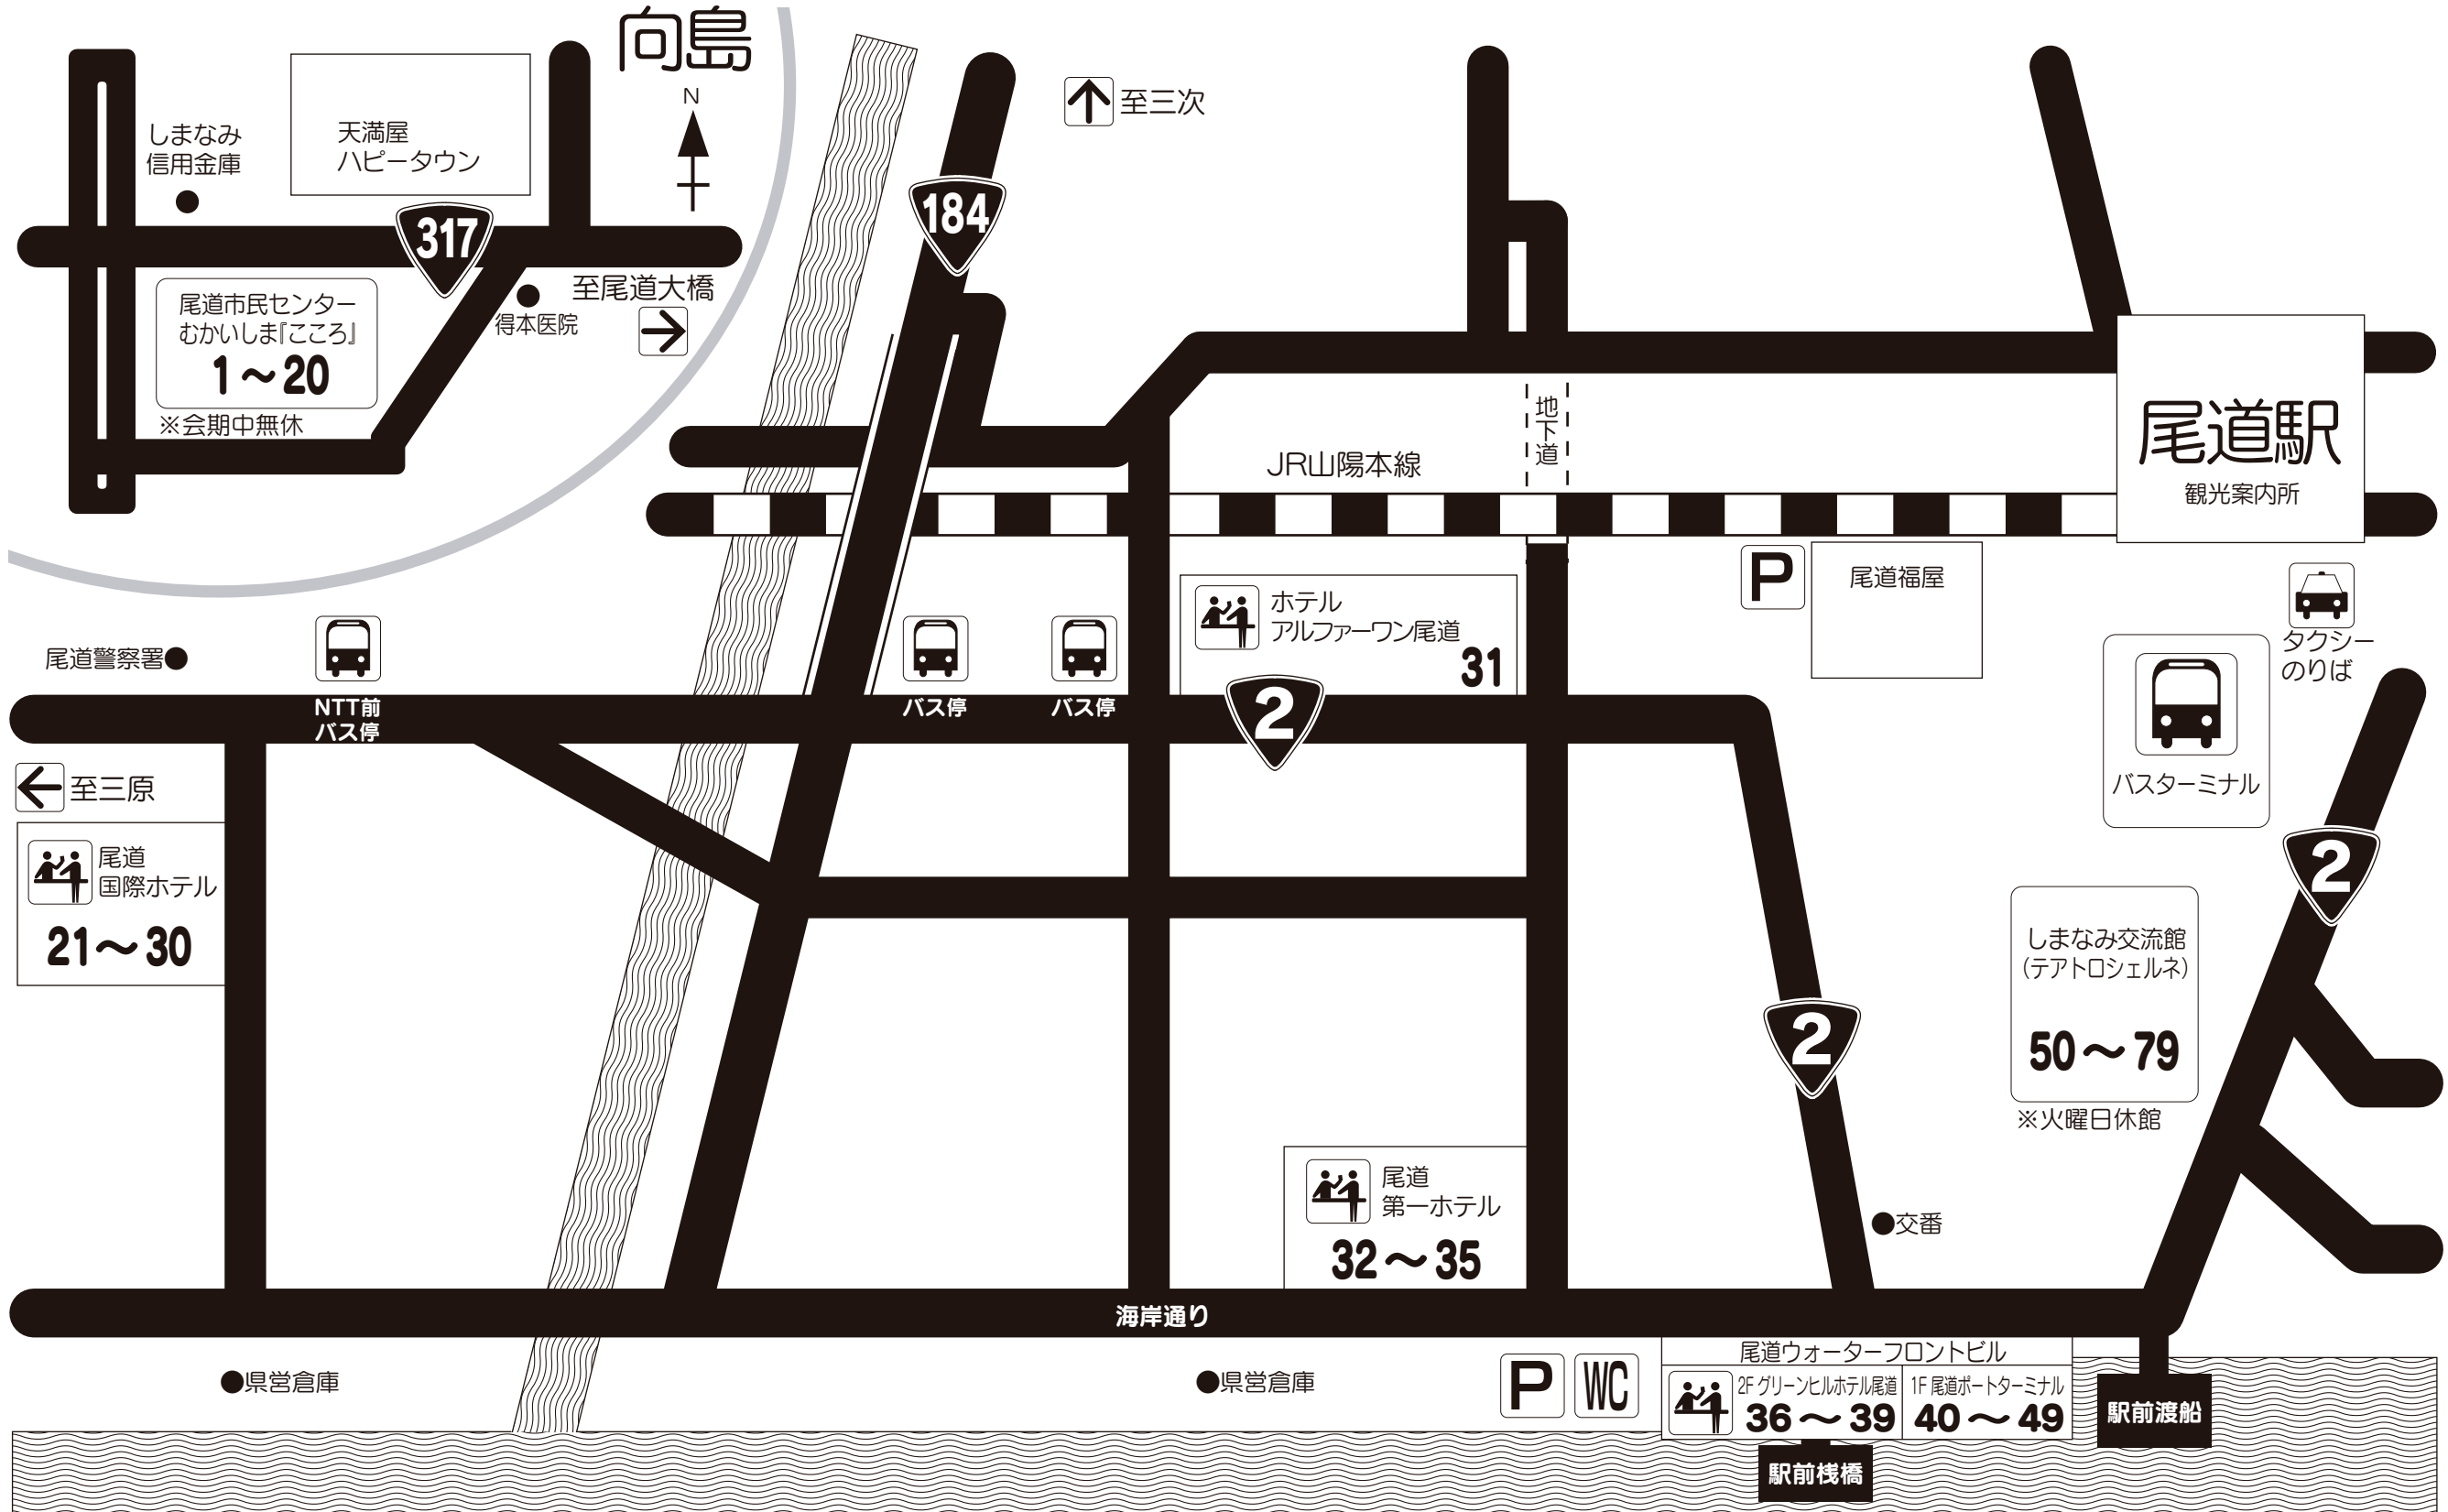 向島
N
しまなみ
信用金庫
天満屋
ハピータウン
317
尾道市民センター
むかいしま『こころ』
1～20
※会期中無休
得本医院
至尾道大橋
184
至三次
地下道
JR山陽本線
尾道駅
観光案内所
尾道警察署
NTT前
バス停
バス停
バス停
ホテル
アルファーワン尾道
31
2
P
尾道福屋
タクシー
のりば
バスターミナル
2
至三原
尾道
国際ホテル
21～30
しまなみ交流館
(テアトロシェルネ)
50～79
※火曜日休館
2
尾道
第一ホテル
32～35
交番
海岸通り
県営倉庫
県営倉庫
P
WC
尾道ウォーターフロントビル
2F グリーンヒルホテル尾道
36～39
1F 尾道ポートターミナル
40～49
駅前渡船
駅前桟橋